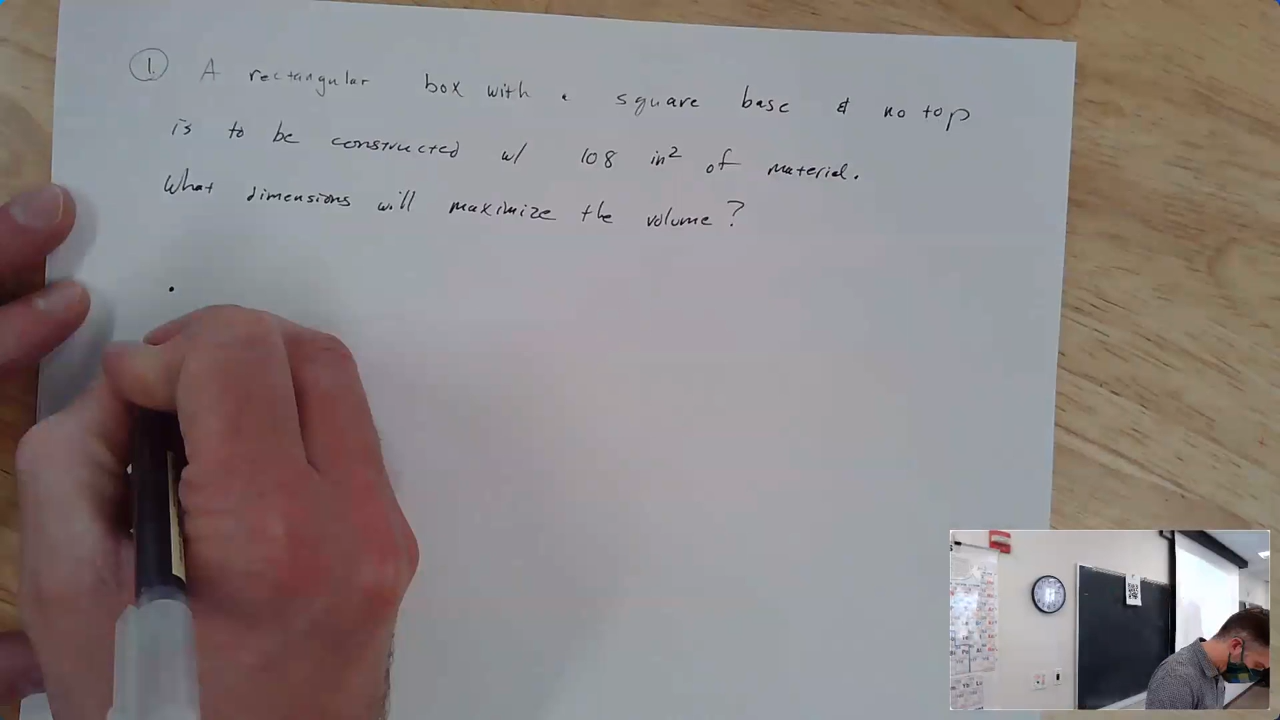 1. A rectangular box with a square base & no top
is to be constructed w/ 108 in² of material.
What dimensions will maximize the volume?